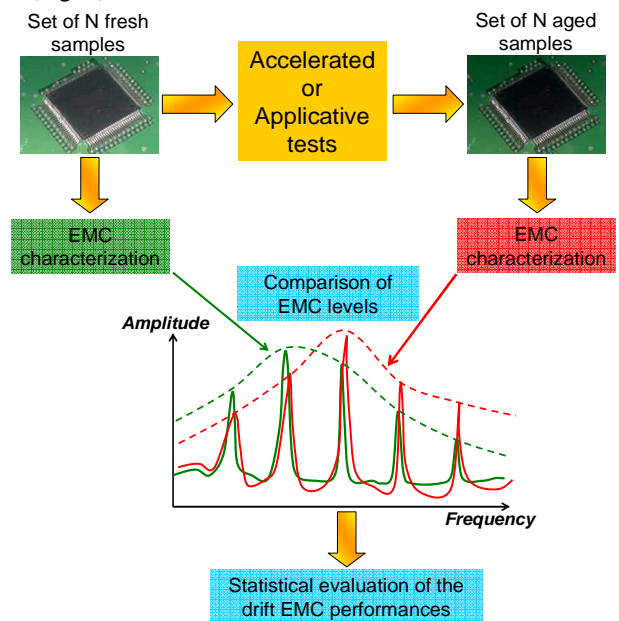 Set of N fresh
samples
Accelerated
or
Applicative
tests
Set of N aged
samples
EMC
characterization
EMC
characterization
Comparison of
EMC levels
Amplitude
Frequency
Statistical evaluation of the
drift EMC performances